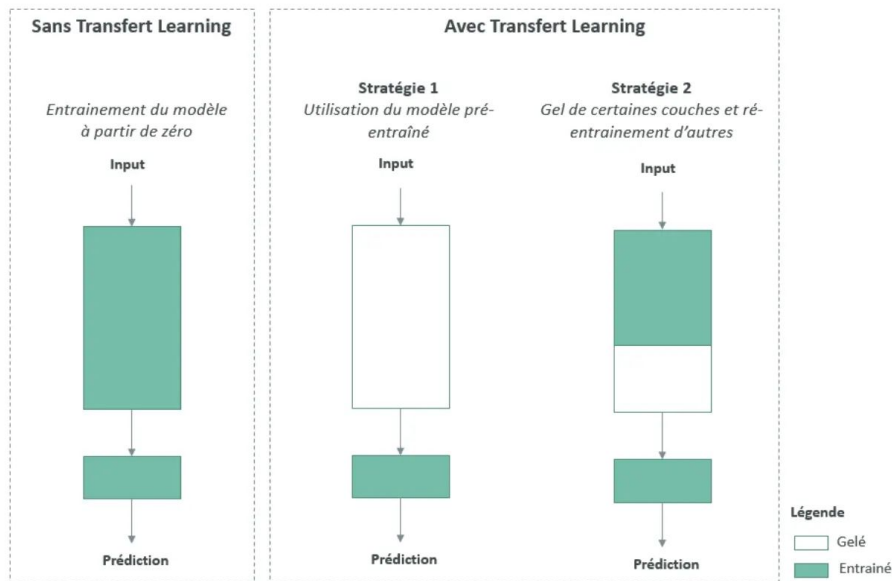 Sans Transfert Learning
Entrainement du modèle
à partir de zéro
Input
Prédiction
Avec Transfert Learning
Stratégie 1
Utilisation du modèle pré-
entraîné
Input
Prédiction
Stratégie 2
Gel de certaines couches et ré-
entrainement d'autres
Input
Prédiction
Légende
Gelé
Entrainé